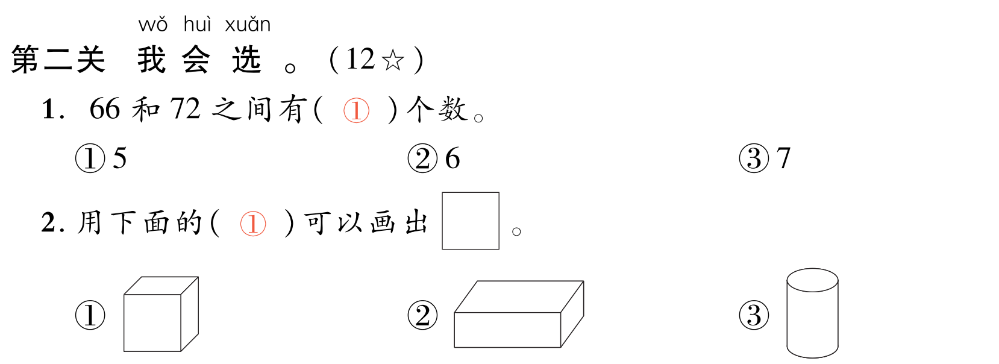 wǒ huì xuǎn
第二关 我会选。(12☆)
1. 66 和 72 之间有( ① )个数。
①5 ②6 ③7
2. 用下面的( ① )可以画出 。
① ② ③